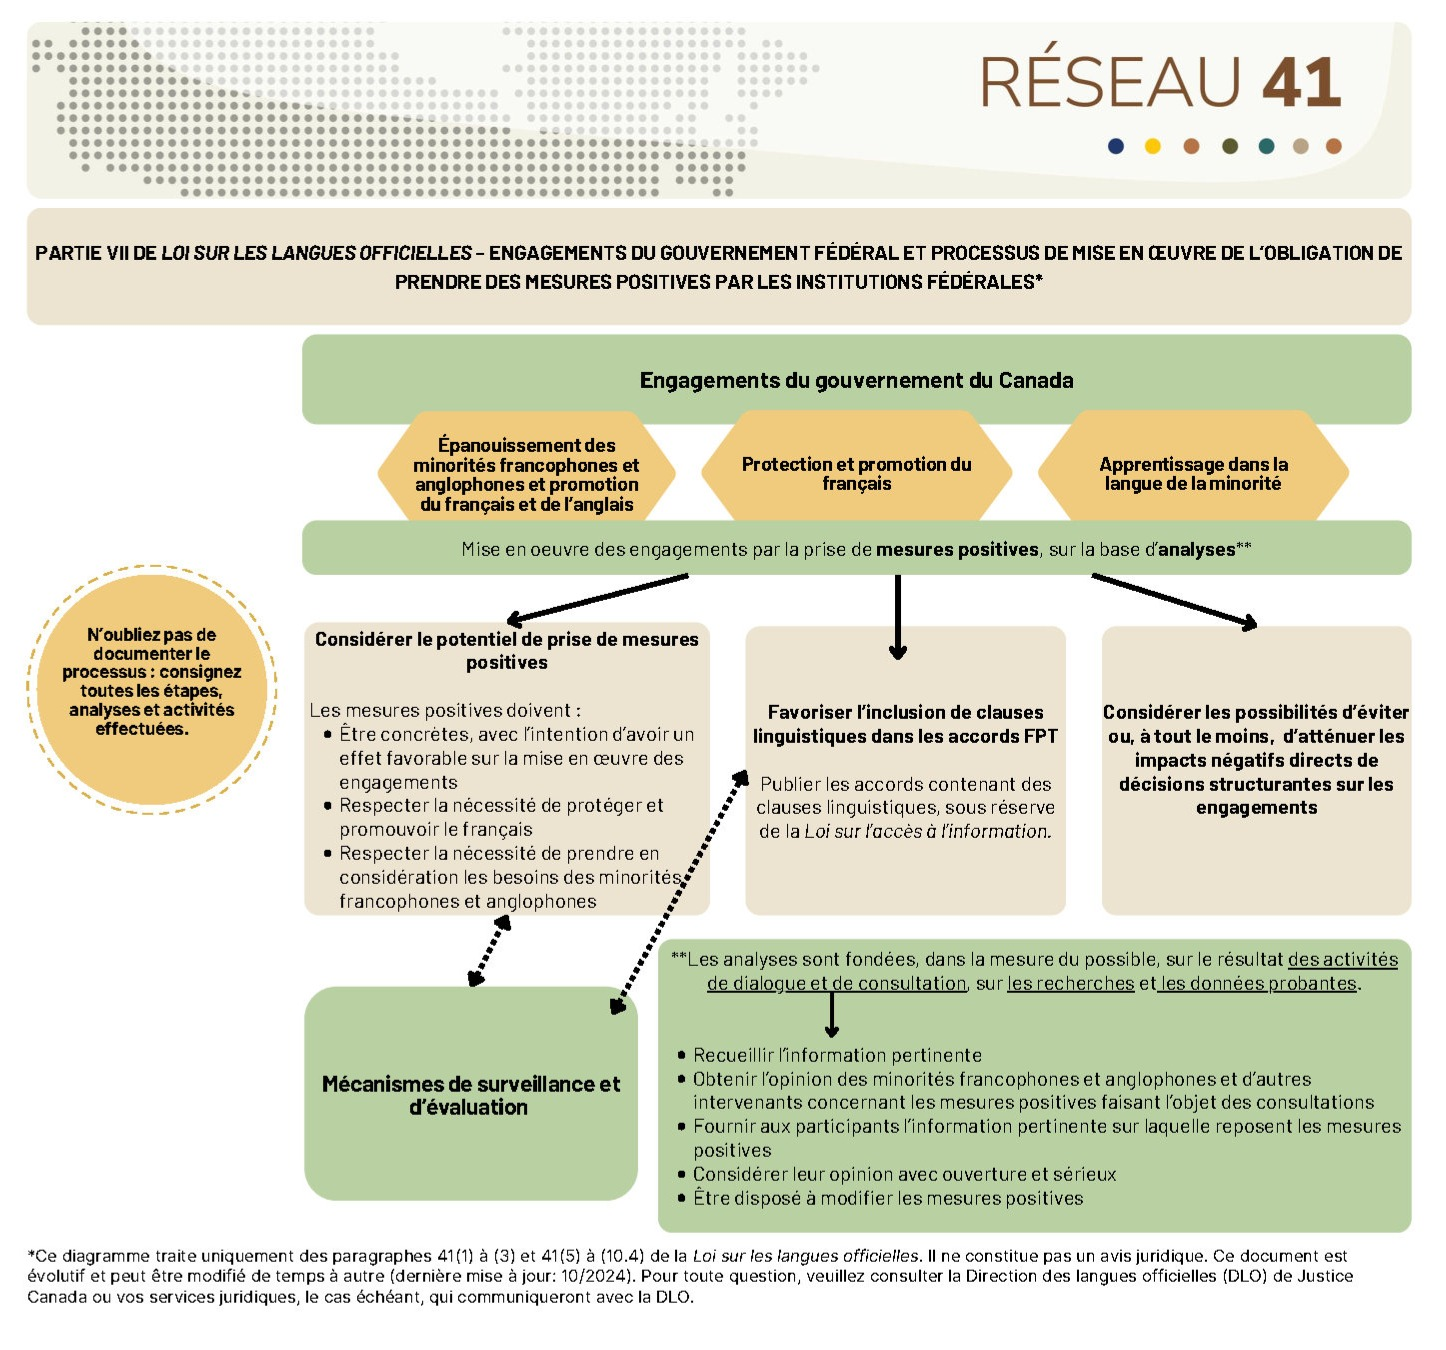 RÉSEAU 41
PARTIE VII DE LOI SUR LES LANGUES OFFICIELLES – ENGAGEMENTS DU GOUVERNEMENT FÉDÉRAL ET PROCESSUS DE MISE EN ŒUVRE DE L'OBLIGATION DE
PRENDRE DES MESURES POSITIVES PAR LES INSTITUTIONS FÉDÉRALES*
Engagements du gouvernement du Canada
Épanouissement des
minorités francophones et
anglophones et promotion
du français et de l'anglais
Protection et promotion du
français
Apprentissage dans la
langue de la minorité
Mise en oeuvre des engagements par la prise de mesures positives, sur la base d'analyses**
N'oubliez pas de
documenter le
processus : consignez
toutes les étapes,
analyses et activités
effectuées.
Considérer le potentiel de prise de mesures
positives
Les mesures positives doivent :
• Être concrètes, avec l'intention d'avoir un
effet favorable sur la mise en œuvre des
engagements
• Respecter la nécessité de protéger et
promouvoir le français
• Respecter la nécessité de prendre en
considération les besoins des minorités
francophones et anglophones
Favoriser l'inclusion de clauses
linguistiques dans les accords FPT
Publier les accords contenant des
clauses linguistiques, sous réserve
de la Loi sur l'accès à l'information.
Considérer les possibilités d'éviter
ou, à tout le moins, d'atténuer les
impacts négatifs directs de
décisions structurantes sur les
engagements
Mécanismes de surveillance et
d'évaluation
**Les analyses sont fondées, dans la mesure du possible, sur le résultat des activités
de dialogue et de consultation, sur les recherches et les données probantes.
• Recueillir l'information pertinente
• Obtenir l'opinion des minorités francophones et anglophones et d'autres
intervenants concernant les mesures positives faisant l'objet des consultations
• Fournir aux participants l'information pertinente sur laquelle reposent les mesures
positives
• Considérer leur opinion avec ouverture et sérieux
• Être disposé à modifier les mesures positives
*Ce diagramme traite uniquement des paragraphes 41(1) à (3) et 41(5) à (10.4) de la Loi sur les langues officielles. Il ne constitue pas un avis juridique. Ce document est
évolutif et peut être modifié de temps à autre (dernière mise à jour: 10/2024). Pour toute question, veuillez consulter la Direction des langues officielles (DLO) de Justice
Canada ou vos services juridiques, le cas échéant, qui communiqueront avec la DLO.